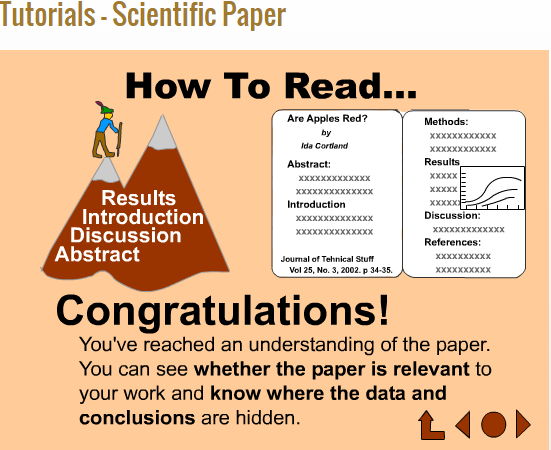 Tutorials - Scientific Paper
How To Read...
Results
Introduction
Discussion
Abstract
Are Apples Red?
by
Ida Cortland
Abstract:
xxxxxxxxxxxxx
xxxxxxxxxxxxxx
Introduction
xxxxxxxxxxxxxx
xxxxxxxxxxxxxx
Journal of Tehnical Stuff
Vol 25, No. 3, 2002. p 34-35.
Methods:
xxxxxxxxxxxx
xxxxxxxxxxxx
Results
xxxxx
xxxxx
xxxxx
Discussion:
xxxxxxxxxxxxx
References:
xxxxxxxxxx
xxxxxxxxxx
Congratulations!
You've reached an understanding of the paper.
You can see whether the paper is relevant to
your work and know where the data and
conclusions are hidden.